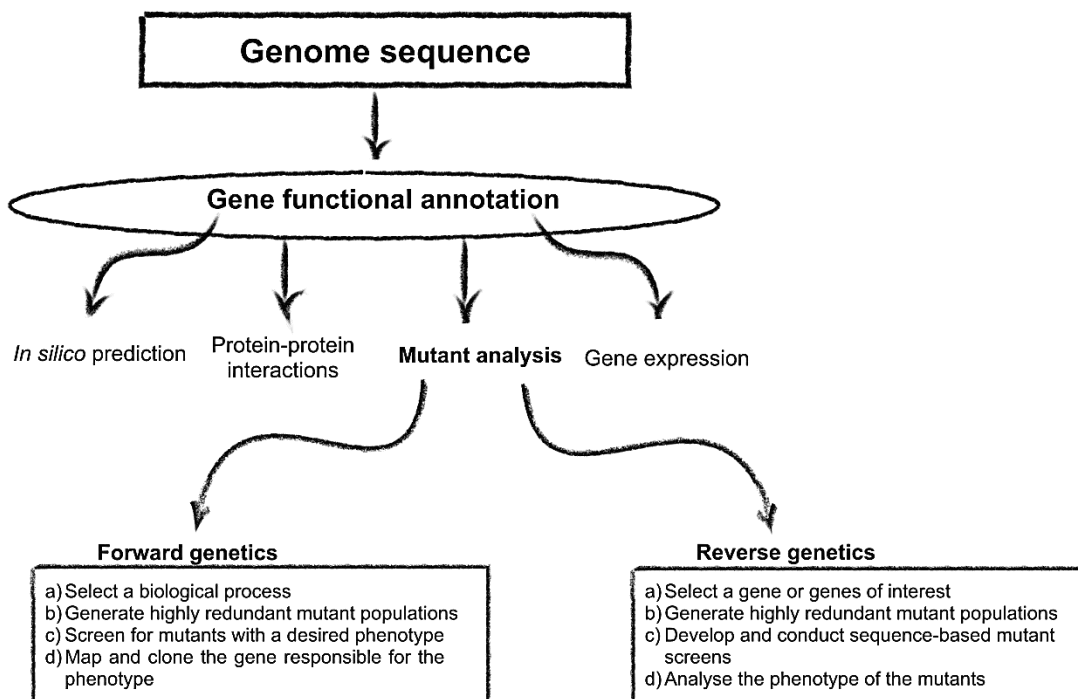 Genome sequence
Gene functional annotation
In silico prediction
Protein-protein
interactions
Mutant analysis
Gene expression
Forward genetics
a) Select a biological process
b) Generate highly redundant mutant populations
c) Screen for mutants with a desired phenotype
d) Map and clone the gene responsible for the
phenotype
Reverse genetics
a) Select a gene or genes of interest
b) Generate highly redundant mutant populations
c) Develop and conduct sequence-based mutant
screens
d) Analyse the phenotype of the mutants